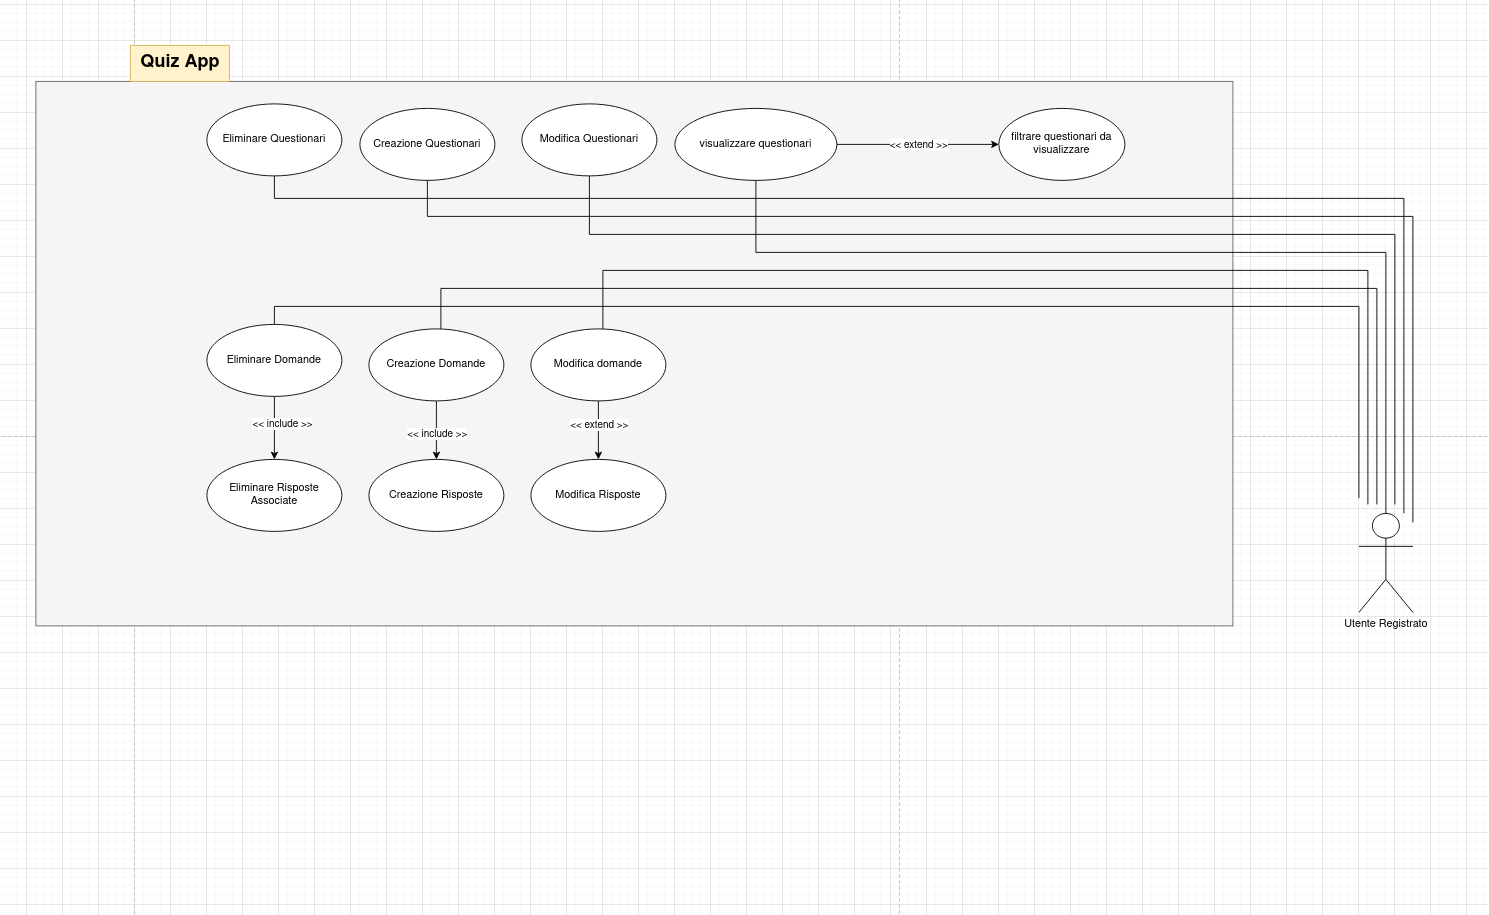 Quiz App
Eliminare Questionari
Creazione Questionari
Modifica Questionari
visualizzare questionari
<< extend >>
filtrare questionari da
visualizzare
Eliminare Domande
Creazione Domande
Modifica domande
<< include >>
<< include >>
<< extend >>
Eliminare Risposte
Associate
Creazione Risposte
Modifica Risposte
Utente Registrato